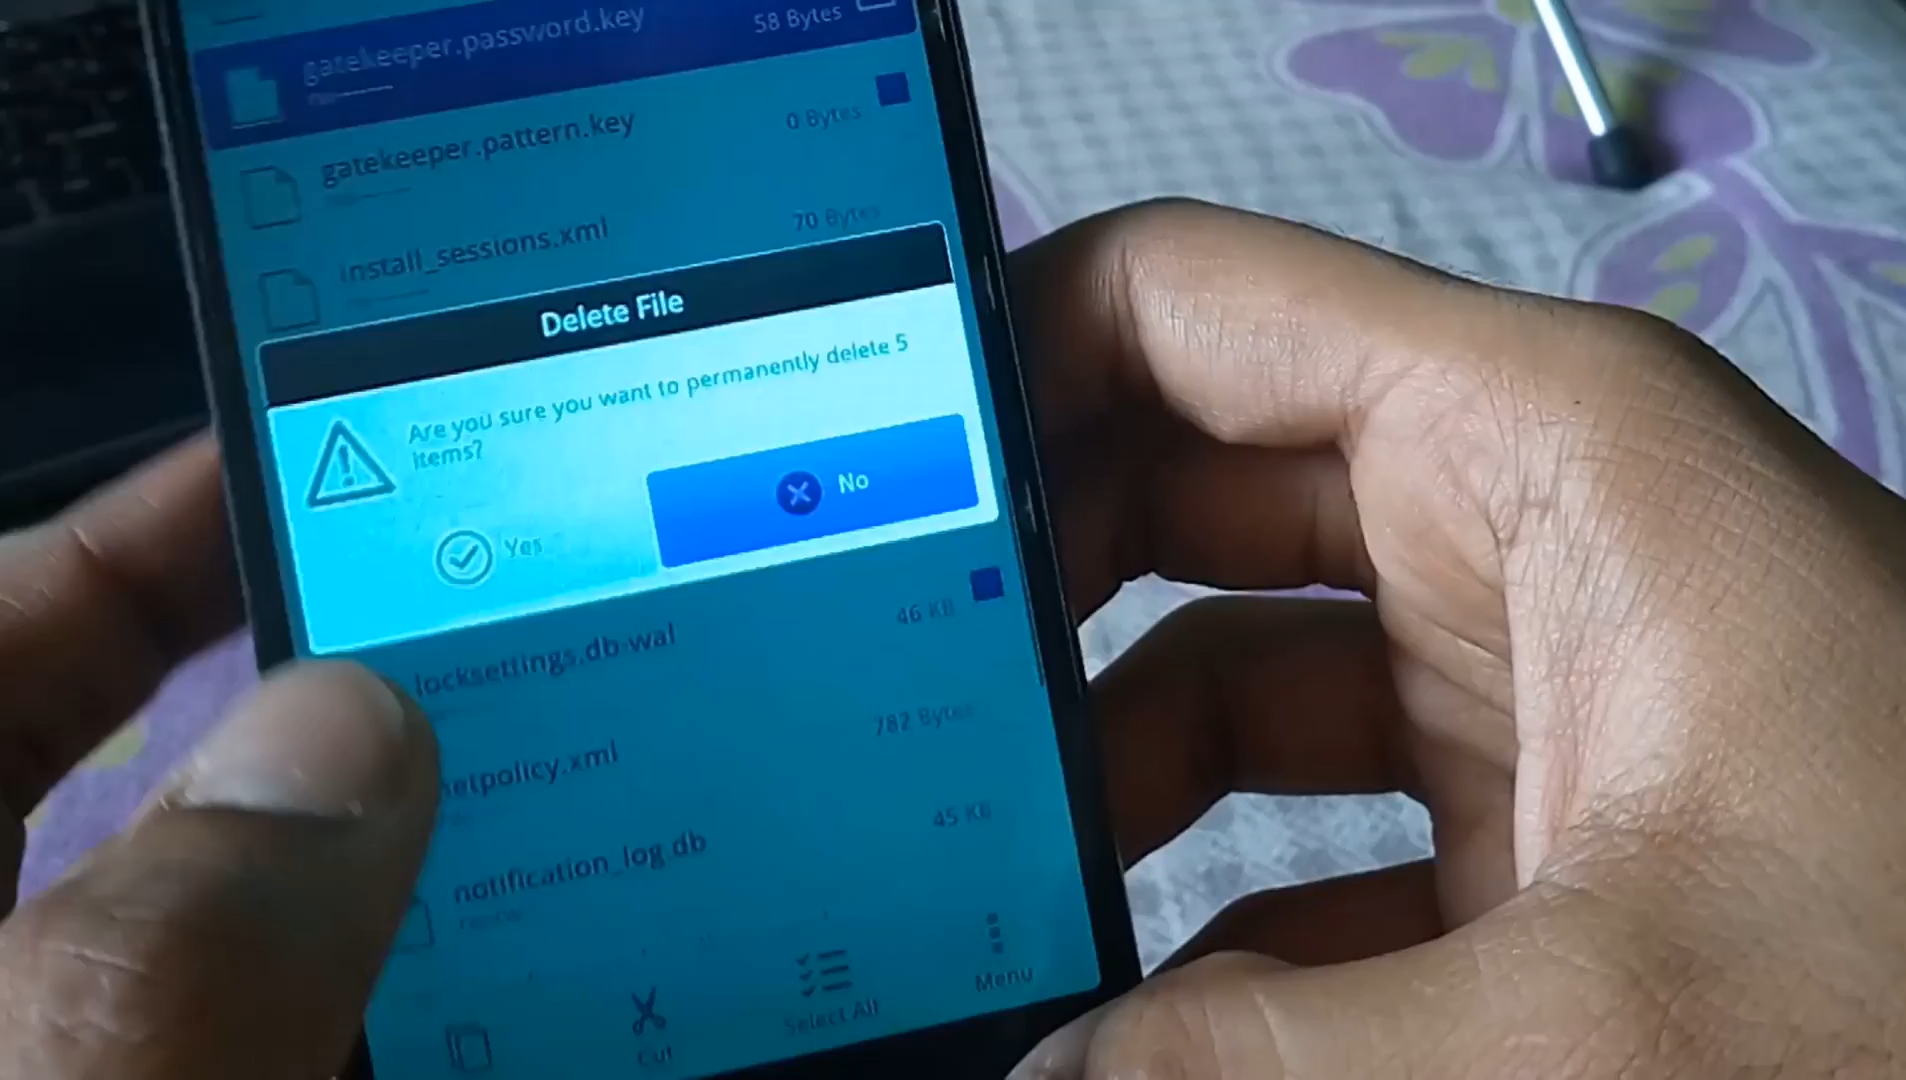 gatekeeper.password.key
58 Bytes
gatekeeper.pattern.key
0 Bytes
install_sessions.xml
70 Bytes
Delete File
Are you sure you want to permanently delete 5
items?
Yes
No
locksettings.db-wal
46 KB
netpolicy.xml
782 Bytes
notification_log.db
45 KB
Cut
Select All
Menu